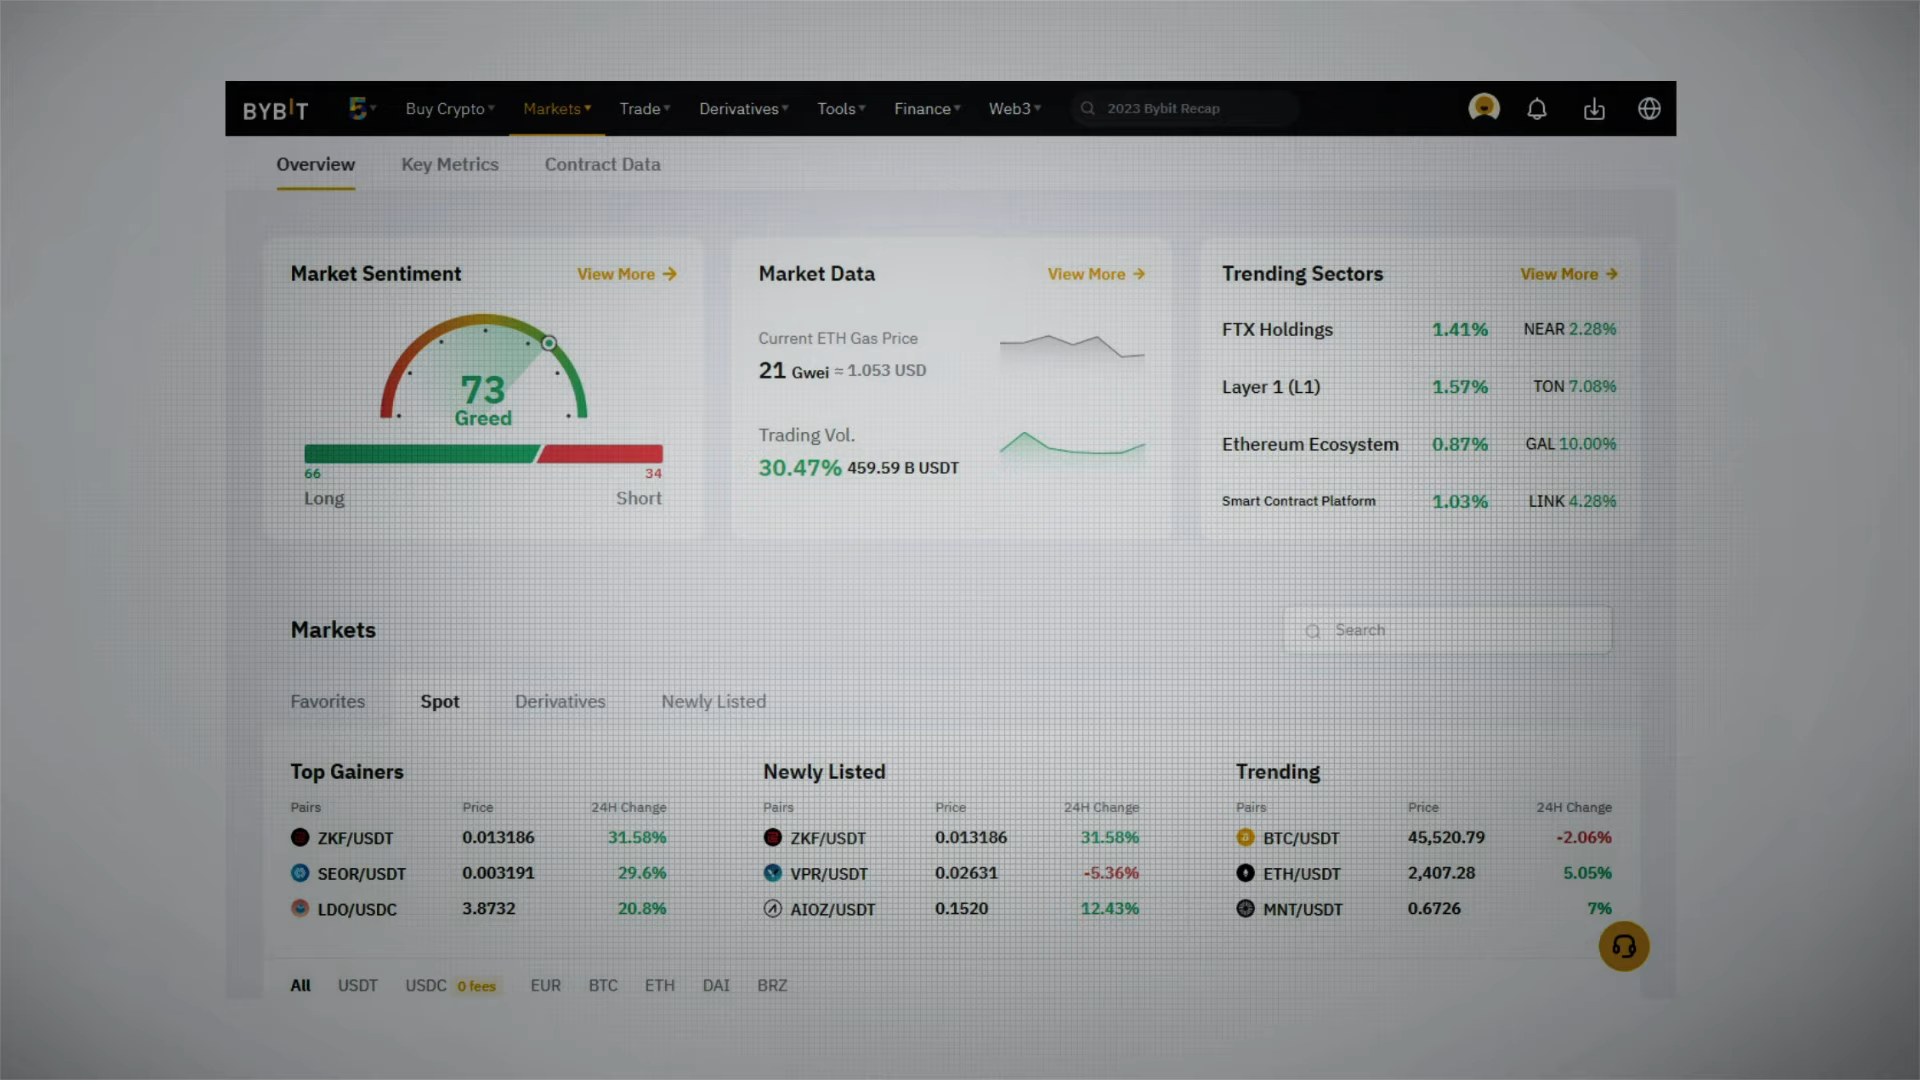 BYBIT 5 Buy Crypto Markets Trade Derivatives Tools Finance Web3 2023 Bybit Recap
Overview Key Metrics Contract Data
Market Sentiment View More →
73
Greed
66 34
Long Short
Market Data View More →
Current ETH Gas Price
21 Gwei ≈ 1.053 USD
Trading Vol.
30.47% 459.59 B USDT
Trending Sectors View More →
FTX Holdings 1.41% NEAR 2.28%
Layer 1 (L1) 1.57% TON 7.08%
Ethereum Ecosystem 0.87% GAL 10.00%
Smart Contract Platform 1.03% LINK 4.28%
Markets Search
Favorites Spot Derivatives Newly Listed
Top Gainers
Pairs Price 24H Change
ZKF/USDT 0.013186 31.58%
SEOR/USDT 0.003191 29.6%
LDO/USDC 3.8732 20.8%
Newly Listed
Pairs Price 24H Change
ZKF/USDT 0.013186 31.58%
VPR/USDT 0.02631 -5.36%
AIOZ/USDT 0.1520 12.43%
Trending
Pairs Price 24H Change
BTC/USDT 45,520.79 -2.06%
ETH/USDT 2,407.28 5.05%
MNT/USDT 0.6726 7%
All USDT USDC 0 fees EUR BTC ETH DAI BRZ